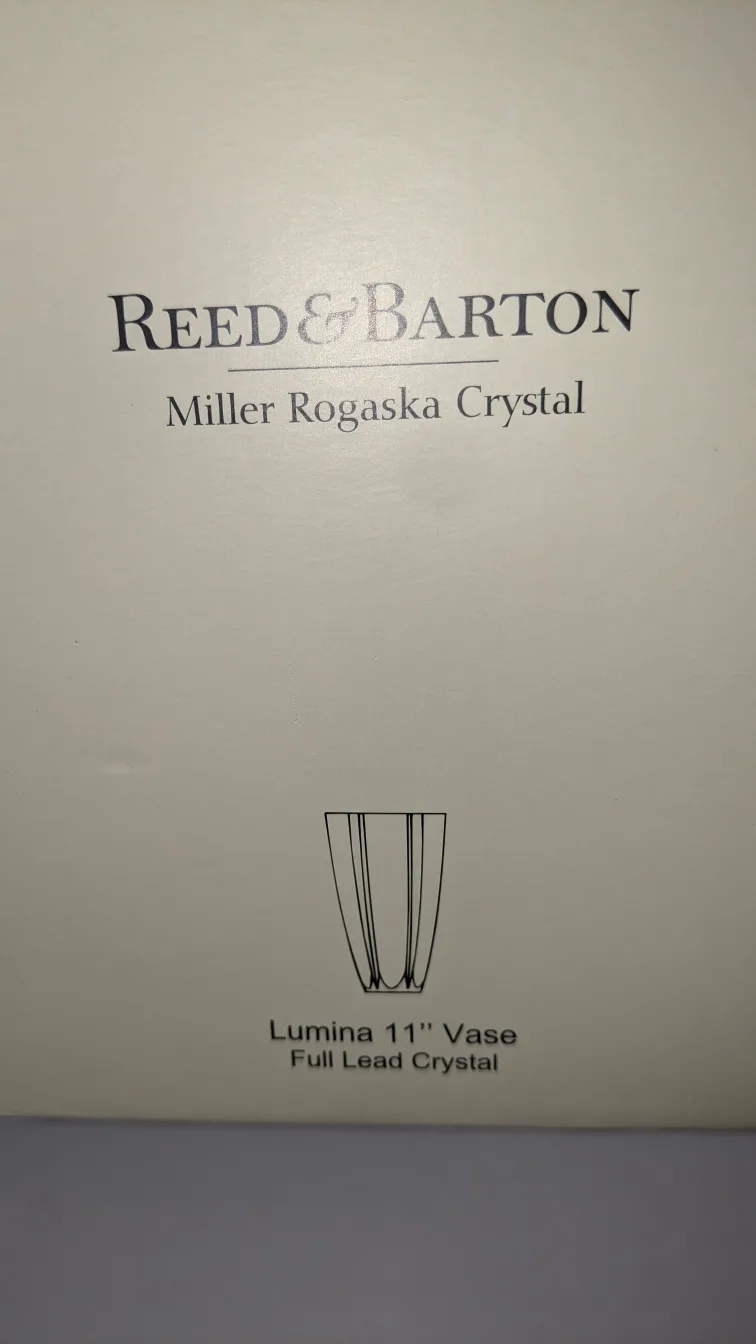 REED & BARTON
Miller Rogaska Crystal
Lumina 11’’ Vase
Full Lead Crystal